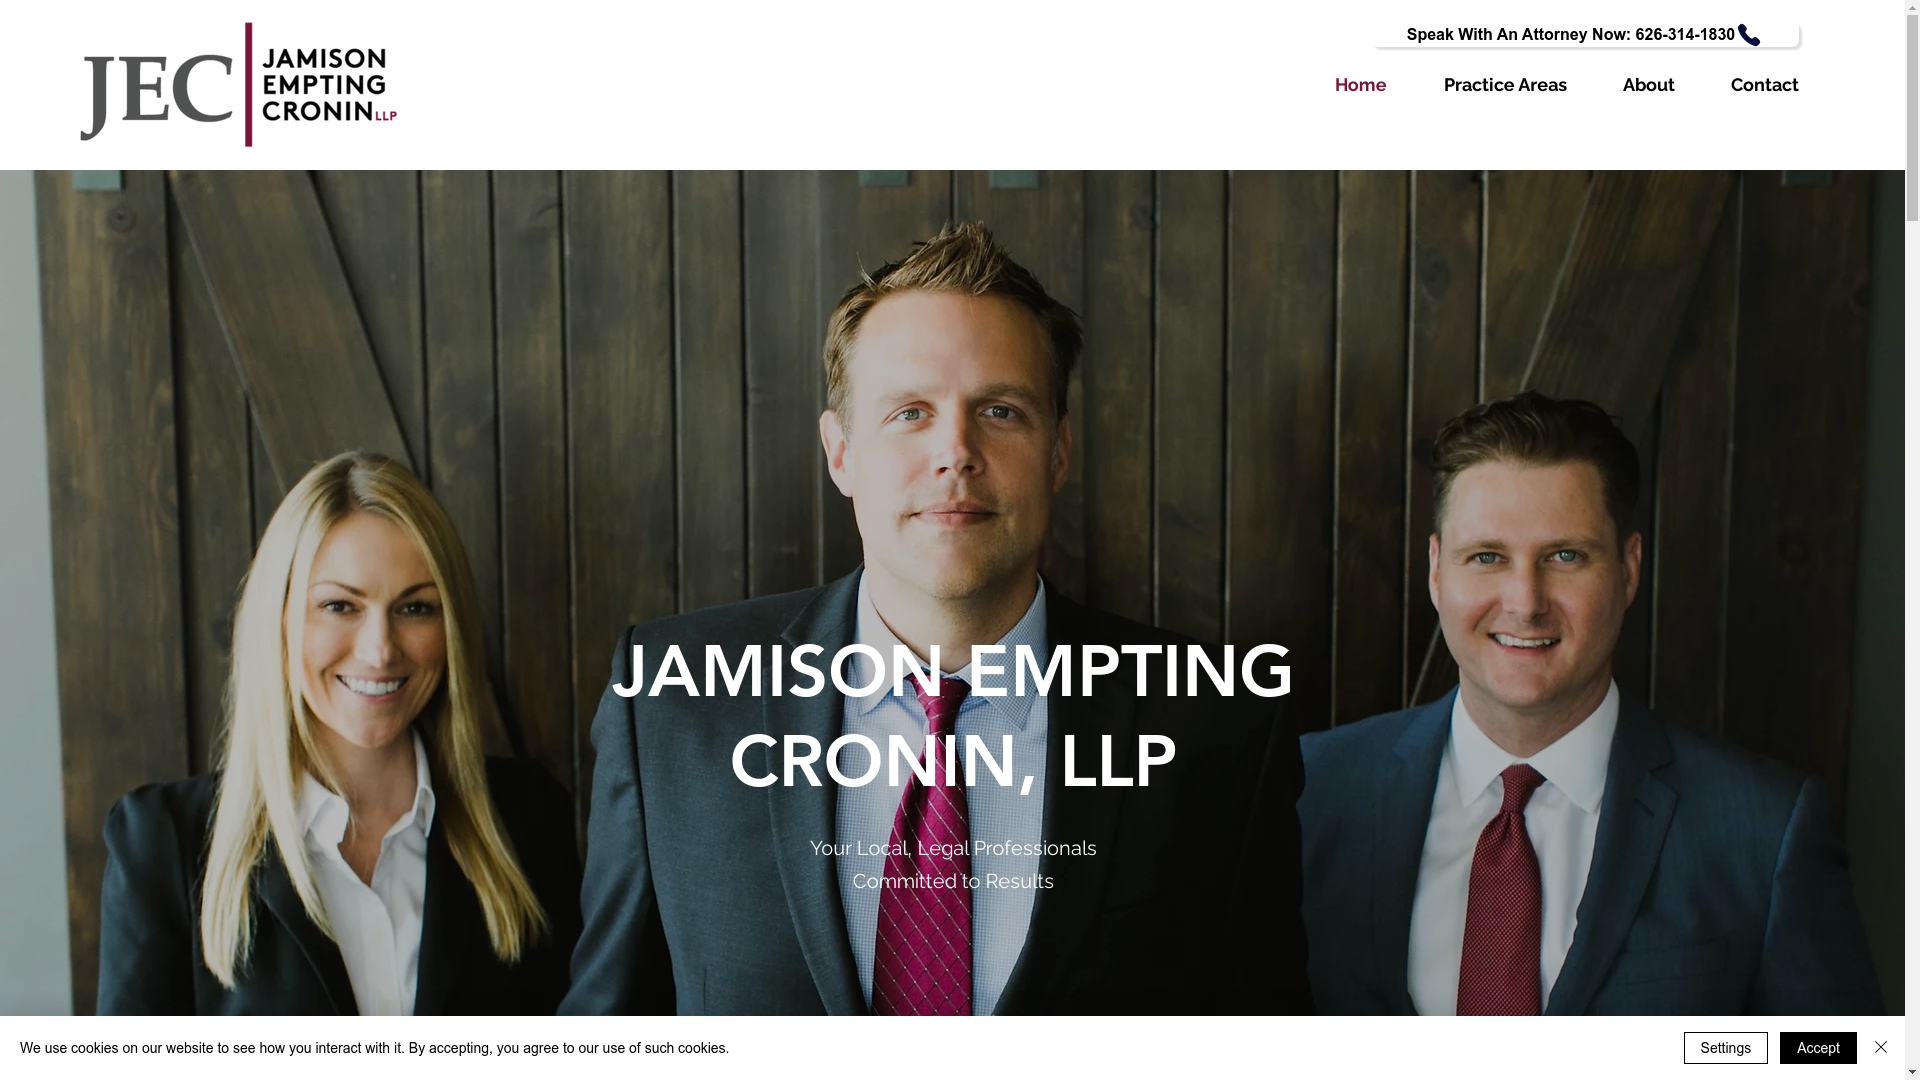 JEC
JAMISON
EMPTING
CRONIN LLP
Speak With An Attorney Now: 626-314-1830
Home Practice Areas About Contact
JAMISON EMPTING
CRONIN, LLP
Your Local, Legal Professionals
Committed to Results
We use cookies on our website to see how you interact with it. By accepting, you agree to our use of such cookies.
Settings Accept